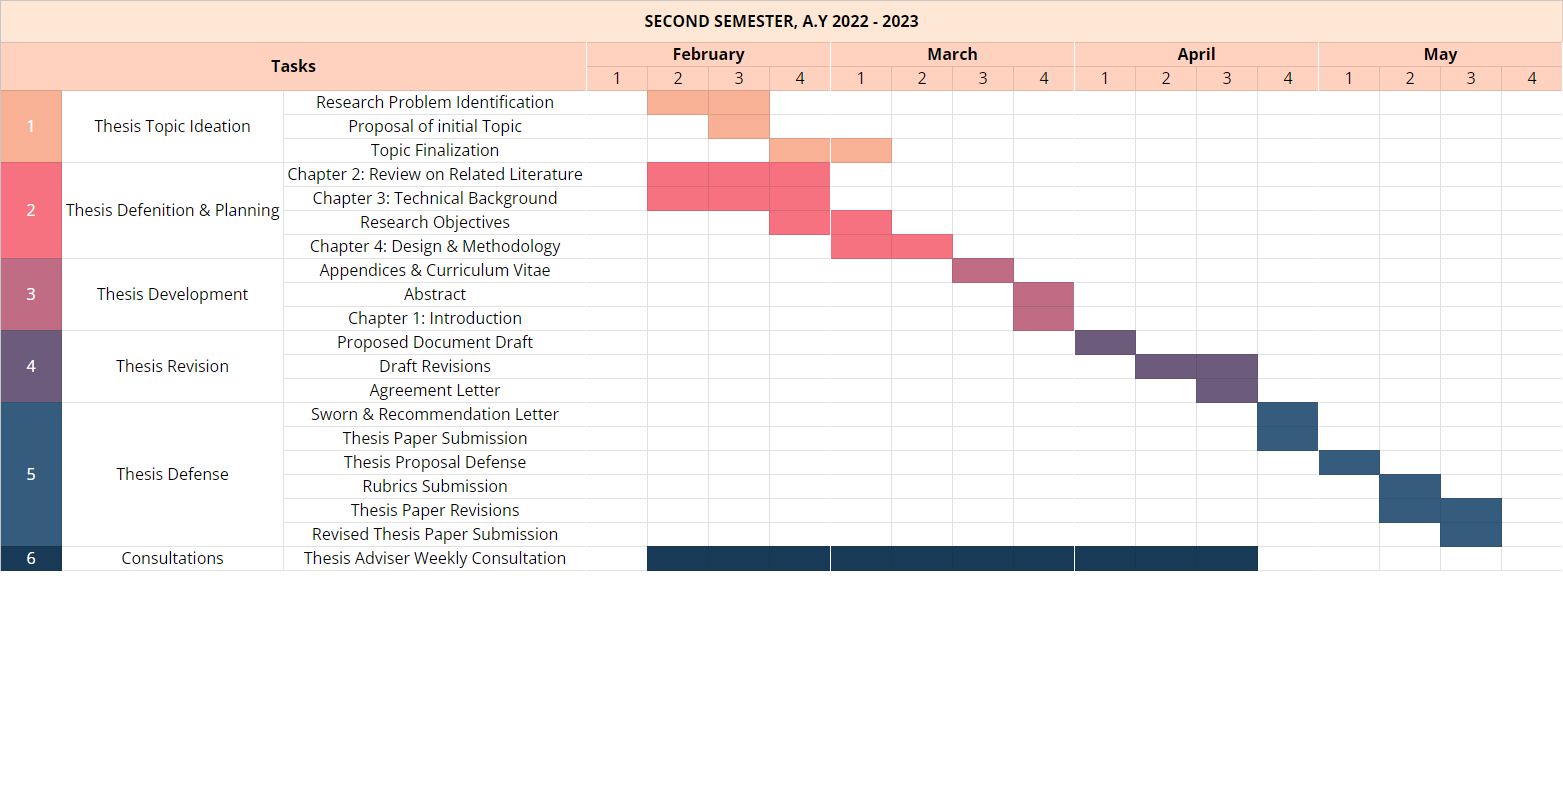 SECOND SEMESTER, A.Y 2022 - 2023
Tasks
February March April May
1 2 3 4 1 2 3 4 1 2 3 4 1 2 3 4
1 Thesis Topic Ideation
Research Problem Identification
Proposal of initial Topic
Topic Finalization
2 Thesis Defenition & Planning
Chapter 2: Review on Related Literature
Chapter 3: Technical Background
Research Objectives
Chapter 4: Design & Methodology
3 Thesis Development
Appendices & Curriculum Vitae
Abstract
Chapter 1: Introduction
4 Thesis Revision
Proposed Document Draft
Draft Revisions
Agreement Letter
5 Thesis Defense
Sworn & Recommendation Letter
Thesis Paper Submission
Thesis Proposal Defense
Rubrics Submission
Thesis Paper Revisions
Revised Thesis Paper Submission
6 Consultations
Thesis Adviser Weekly Consultation